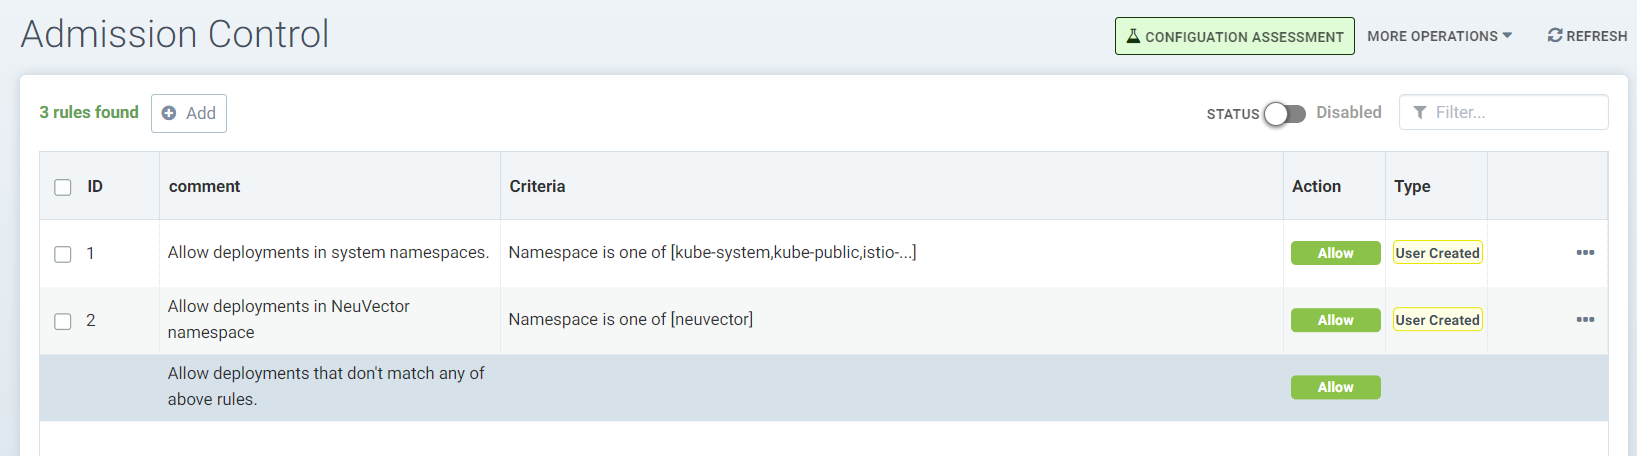 Admission Control
CONFIGUATION ASSESSMENT
MORE OPERATIONS
REFRESH
3 rules found
Add
STATUS
Disabled
Filter...
ID
comment
Criteria
Action
Type
1
Allow deployments in system namespaces.
Namespace is one of [kube-system,kube-public,istio-...]
Allow
User Created
2
Allow deployments in NeuVector
namespace
Namespace is one of [neuvector]
Allow
User Created
Allow deployments that don't match any of
above rules.
Allow